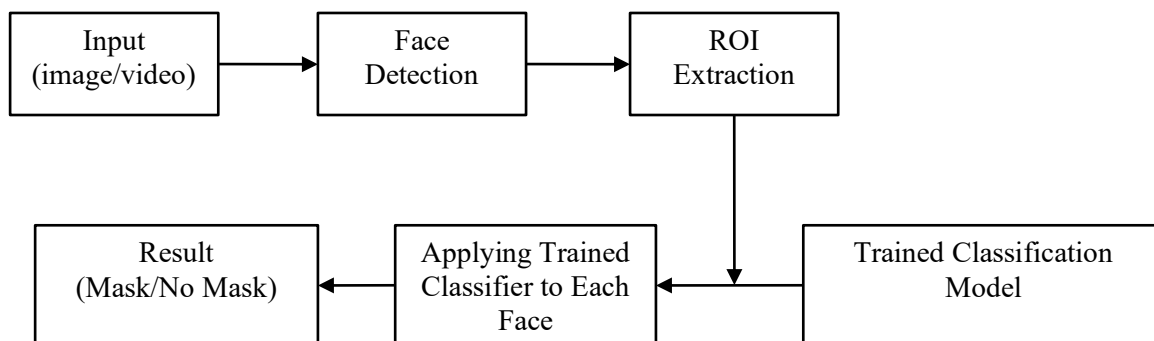 Input
(image/video)
Face
Detection
ROI
Extraction
Result
(Mask/No Mask)
Applying Trained
Classifier to Each
Face
Trained Classification
Model